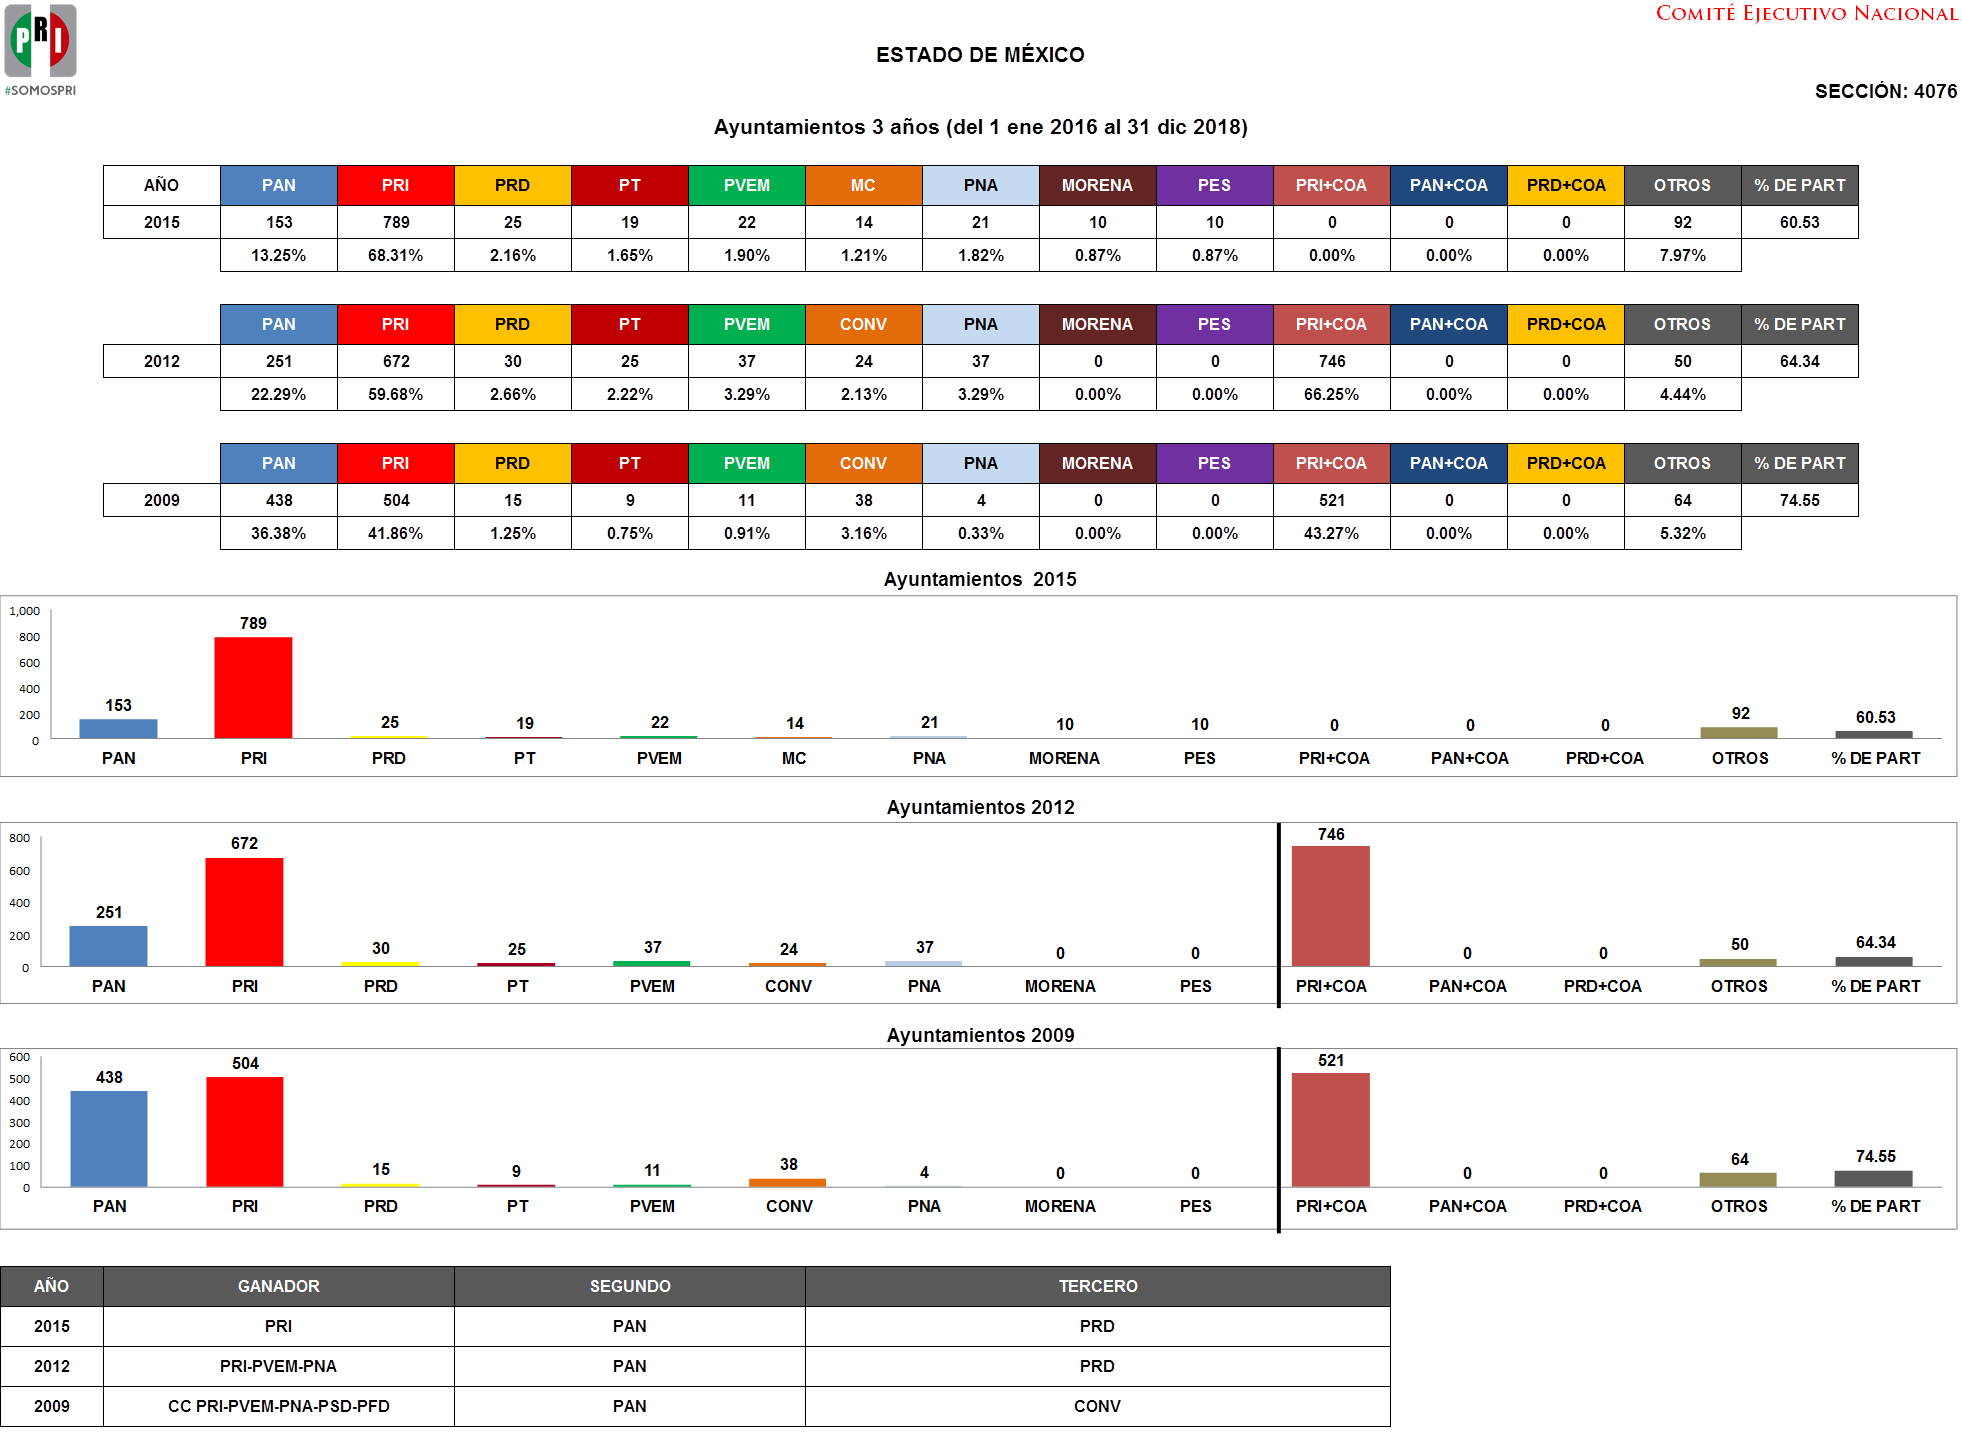 PRI
#SOMOSPRI
COMITÉ EJECUTIVO NACIONAL
ESTADO DE MÉXICO
SECCIÓN: 4076
Ayuntamientos 3 años (del 1 ene 2016 al 31 dic 2018)
AÑO PAN PRI PRD PT PVEM MC PNA MORENA PES PRI+COA PAN+COA PRD+COA OTROS % DE PART
2015 153 789 25 19 22 14 21 10 10 0 0 0 92 60.53
13.25% 68.31% 2.16% 1.65% 1.90% 1.21% 1.82% 0.87% 0.87% 0.00% 0.00% 0.00% 7.97%
PAN PRI PRD PT PVEM CONV PNA MORENA PES PRI+COA PAN+COA PRD+COA OTROS % DE PART
2012 251 672 30 25 37 24 37 0 0 746 0 0 50 64.34
22.29% 59.68% 2.66% 2.22% 3.29% 2.13% 3.29% 0.00% 0.00% 66.25% 0.00% 0.00% 4.44%
PAN PRI PRD PT PVEM CONV PNA MORENA PES PRI+COA PAN+COA PRD+COA OTROS % DE PART
2009 438 504 15 9 11 38 4 0 0 521 0 0 64 74.55
36.38% 41.86% 1.25% 0.75% 0.91% 3.16% 0.33% 0.00% 0.00% 43.27% 0.00% 0.00% 5.32%
Ayuntamientos 2015
1,000
800
600
400
200
0
153 789 25 19 22 14 21 10 10 0 0 0 92 60.53
PAN PRI PRD PT PVEM MC PNA MORENA PES PRI+COA PAN+COA PRD+COA OTROS % DE PART
Ayuntamientos 2012
800
600
400
200
0
251 672 30 25 37 24 37 0 0 746 0 0 50 64.34
PAN PRI PRD PT PVEM CONV PNA MORENA PES PRI+COA PAN+COA PRD+COA OTROS % DE PART
Ayuntamientos 2009
600
500
400
300
200
100
0
438 504 15 9 11 38 4 0 0 521 0 0 64 74.55
PAN PRI PRD PT PVEM CONV PNA MORENA PES PRI+COA PAN+COA PRD+COA OTROS % DE PART
AÑO GANADOR SEGUNDO TERCERO
2015 PRI PAN PRD
2012 PRI-PVEM-PNA PAN PRD
2009 CC PRI-PVEM-PNA-PSD-PFD PAN CONV